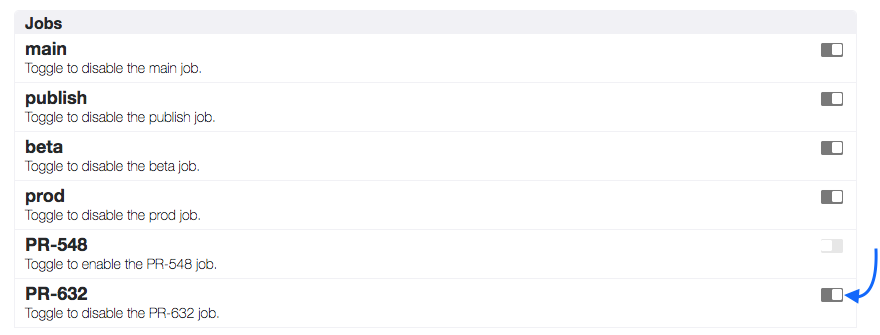 Jobs
main
Toggle to disable the main job.
publish
Toggle to disable the publish job.
beta
Toggle to disable the beta job.
prod
Toggle to disable the prod job.
PR-548
Toggle to enable the PR-548 job.
PR-632
Toggle to disable the PR-632 job.